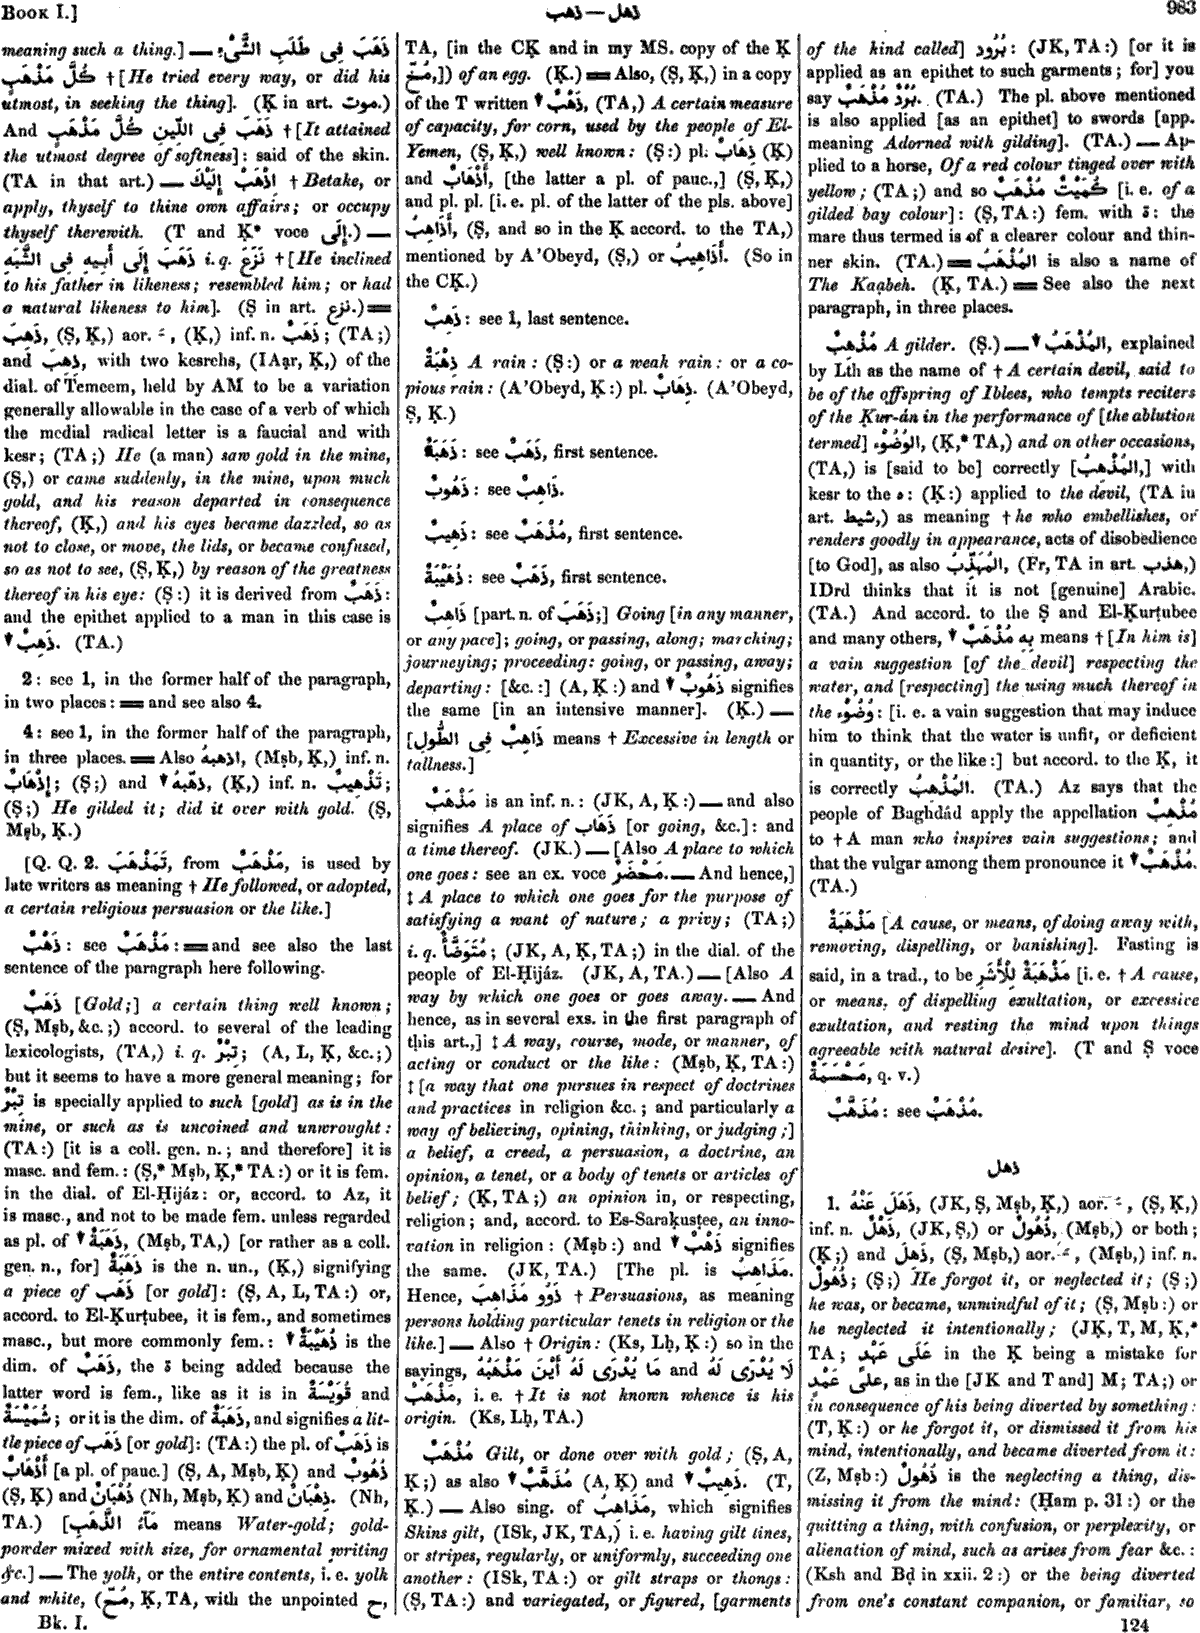 BOOK I.]
ذهب—ذهل
983
meaning such a thing.] — ذَهَبَ فِى طَلَبِ الشَّىْءِ
كُلَّ مَذْهَبٍ † [He tried every way, or did his
utmost, in seeking the thing]. (Ḳ in art. موت.)
And ذَهَبَ فِى اللِّينِ كُلَّ مَذْهَبٍ † [It attained
the utmost degree of softness]: said of the skin.
(TA in that art.) — اذْهَبْ إِلَيْكَ † Betake, or
apply, thyself to thine own affairs; or occupy
thyself therewith. (T and Ḳ* voce إِلَى.) —
ذَهَبَ إِلَى أَبِيهِ فِى الشَّبَهِ i. q. نَزَعَ † [He inclined
to his father in likeness; resembled him; or had
a natural likeness to him]. (Ṣ in art. نزع.) ═
ذَهِبَ, (Ṣ, Ḳ,) aor. ـَ, (Ḳ,) inf. n. ذَهَبٌ; (TA;)
and ذِهِبَ, with two kesrehs, (IAạr, Ḳ,) of the
dial. of Temeem, held by AM to be a variation
generally allowable in the case of a verb of which
the medial radical letter is a faucial and with
kesr; (TA;) He (a man) saw gold in the mine,
(Ṣ,) or came suddenly, in the mine, upon much
gold, and his reason departed in consequence
thereof, (Ḳ,) and his eyes became dazzled, so as
not to close, or move, the lids, or became confused,
so as not to see, (Ṣ, Ḳ,) by reason of the greatness
thereof in his eye: (Ṣ:) it is derived from ذَهَبٌ:
and the epithet applied to a man in this case is
▼ ذَهِبٌ. (TA.)
2: see 1, in the former half of the paragraph,
in two places: ═ and see also 4.
4: see 1, in the former half of the paragraph,
in three places. ═ Also اذهبهُ, (Mṣb, Ḳ,) inf. n.
إِذْهَابٌ; (Ṣ;) and ▼ ذهّبهُ, (Ḳ,) inf. n. تَذْهِيبٌ;
(Ṣ;) He gilded it; did it over with gold. (Ṣ,
Mṣb, Ḳ.)
[Q. Q. 2. تَمَذْهَبَ, from مَذْهَبٌ, is used by
late writers as meaning † He followed, or adopted,
a certain religious persuasion or the like.]
ذَهْبٌ: see مَذْهَبٌ: ═ and see also the last
sentence of the paragraph here following.
ذَهَبٌ [Gold;] a certain thing well known;
(Ṣ, Mṣb, &c.;) accord. to several of the leading
lexicologists, (TA,) i. q. تِبْرٌ; (A, L, Ḳ, &c.;)
but it seems to have a more general meaning; for
تِبْرٌ is specially applied to such [gold] as is in the
mine, or such as is uncoined and unwrought:
(TA:) [it is a coll. gen. n.; and therefore] it is
masc. and fem.: (Ṣ,* Mṣb, Ḳ,* TA:) or it is fem.
in the dial. of El-Ḥijáz: or, accord. to Az, it
is masc., and not to be made fem. unless regarded
as pl. of ▼ ذَهَبَةٌ, (Mṣb, TA,) [or rather as a coll.
gen. n., for] ذَهَبَةٌ is the n. un., (Ḳ,) signifying
a piece of ذَهَب [or gold]: (Ṣ, A, L, TA:) or,
accord. to El-Ḳurṭubee, it is fem., and sometimes
masc., but more commonly fem.: ▼ ذُهَيْبَةٌ is the
dim. of ذَهَبٌ, the ة being added because the
latter word is fem., like as it is in قُوَيْسَةٌ and
شُمَيْسَةٌ; or it is the dim. of ذَهَبَةٌ, and signifies a lit-
tle piece of ذَهَب [or gold]: (TA:) the pl. of ذَهَبٌ is
أَذْهَابٌ [a pl. of pauc.] (Ṣ, A, Mṣb, Ḳ) and ذُهُوبٌ
(Ṣ, Ḳ) and ذُهْبَانٌ (Nh, Mṣb, Ḳ) and ذِهْبَانٌ. (Nh,
TA.) [مَآءُ الذَّهَبِ means Water-gold; gold-
powder mixed with size, for ornamental writing
&c.] — The yolk, or the entire contents, i. e. yolk
and white, (مُحّ, Ḳ, TA, with the unpointed ح,
Bk. I.
TA, [in the CḲ and in my MS. copy of the Ḳ
مُخّ,]) of an egg. (Ḳ.) ═ Also, (Ṣ, Ḳ,) in a copy
of the T written ▼ ذَهْبٌ, (TA,) A certain measure
of capacity, for corn, used by the people of El-
Yemen, (Ṣ, Ḳ,) well known: (Ṣ:) pl. ذِهَابٌ (Ḳ)
and أَذْهَابٌ, [the latter a pl. of pauc.,] (Ṣ, Ḳ,)
and pl. pl. [i. e. pl. of the latter of the pls. above]
أَذَاهِبُ, (Ṣ, and so in the Ḳ accord. to the TA,)
mentioned by A'Obeyd, (Ṣ,) or أَذَاهِيبُ. (So in
the CḲ.)
ذَهِبٌ: see 1, last sentence.
ذِهْبَةٌ A rain: (Ṣ:) or a weak rain: or a co-
pious rain: (A'Obeyd, Ḳ:) pl. ذِهَابٌ. (A'Obeyd,
Ṣ, Ḳ.)
ذَهَبَةٌ: see ذَهَبٌ, first sentence.
ذَهُوبٌ: see ذَاهِبٌ.
ذَهِيبٌ: see مُذْهَبٌ, first sentence.
ذُهَيْبَةٌ: see ذَهَبٌ, first sentence.
ذَاهِبٌ [part. n. of ذَهَبَ;] Going [in any manner,
or any pace]; going, or passing, along; marching;
journeying; proceeding: going, or passing, away;
departing: [&c.:] (A, Ḳ:) and ▼ ذَهُوبٌ signifies
the same [in an intensive manner]. (Ḳ.) —
[ذَاهِبٌ فِى الطُّولِ means † Excessive in length or
tallness.]
مَذْهَبٌ is an inf. n.: (JK, A, Ḳ:) — and also
signifies A place of ذَهَاب [or going, &c.]: and
a time thereof. (JK.) — [Also A place to which
one goes: see an ex. voce مَحْضَرٌ. — And hence,]
‡ A place to which one goes for the purpose of
satisfying a want of nature; a privy; (TA;)
i. q. مُتَوَضَّأٌ; (JK, A, Ḳ, TA;) in the dial. of the
people of El-Ḥijáz. (JK, A, TA.) — [Also A
way by which one goes or goes away. — And
hence, as in several exs. in the first paragraph of
this art.,] ‡ A way, course, mode, or manner, of
acting or conduct or the like: (Mṣb, Ḳ, TA:)
‡ [a way that one pursues in respect of doctrines
and practices in religion &c.; and particularly a
way of believing, opining, thinking, or judging;]
a belief, a creed, a persuasion, a doctrine, an
opinion, a tenet, or a body of tenets or articles of
belief; (Ḳ, TA;) an opinion in, or respecting,
religion; and, accord. to Es-Saraḳusṭee, an inno-
vation in religion: (Mṣb:) and ▼ ذَهْبٌ signifies
the same. (JK, TA.) [The pl. is مَذَاهِبُ.
Hence, ذَوُو مَذَاهِبَ † Persuasions, as meaning
persons holding particular tenets in religion or the
like.] — Also † Origin: (Ks, Lḥ, Ḳ:) so in the
sayings, مَا يُدْرَى لَهُ أَيْنَ مَذْهَبُهُ and لَا يُدْرَى لَهُ
مَذْهَبٌ, i. e. † It is not known whence is his
origin. (Ks, Lḥ, TA.)
مُذْهَبٌ Gilt, or done over with gold; (Ṣ, A,
Ḳ;) as also ▼ مُذَهَّبٌ (A, Ḳ) and ▼ ذَهِيبٌ. (T,
Ḳ.) — Also sing. of مَذَاهِبُ, which signifies
Skins gilt, (ISk, JK, TA,) i. e. having gilt lines,
or stripes, regularly, or uniformly, succeeding one
another: (ISk, TA:) or gilt straps or thongs:
(Ṣ, TA:) and variegated, or figured, [garments
of the kind called] بُرُود: (JK, TA:) [or it is
applied as an epithet to such garments; for] you
say بُرْدٌ مُذْهَبٌ. (TA.) The pl. above mentioned
is also applied [as an epithet] to swords [app.
meaning Adorned with gilding]. (TA.) — Ap-
plied to a horse, Of a red colour tinged over with
yellow; (TA;) and so كُمَيْتٌ مُذْهَبٌ [i. e. of a
gilded bay colour]: (Ṣ, TA:) fem. with ة: the
mare thus termed is of a clearer colour and thin-
ner skin. (TA.) ═ المُذْهَبُ is also a name of
The Kaạbeh. (Ḳ, TA.) ═ See also the next
paragraph, in three places.
مُذْهِبٌ A gilder. (Ṣ.) — ▼ المُذْهَبُ, explained
by Lth as the name of † A certain devil, said to
be of the offspring of Iblees, who tempts reciters
of the Ḳur-án in the performance of [the ablution
termed] الوُضُوْء, (Ḳ,* TA,) and on other occasions,
(TA,) is [said to be] correctly [المُذْهِبُ,] with
kesr to the ه: (Ḳ:) applied to the devil, (TA in
art. شيط,) as meaning † he who embellishes, or
renders goodly in appearance, acts of disobedience
[to God], as also المُهَذِّبُ, (Fr, TA in art. هذب;)
IDrd thinks that it is not [genuine] Arabic.
(TA.) And accord. to the Ṣ and El-Ḳurṭubee
and many others, ▼ بِهِ مُذْهَبٌ means † [In him is]
a vain suggestion [of the devil] respecting the
water, and [respecting] the using much thereof in
the وُضُوْء: [i. e. a vain suggestion that may induce
him to think that the water is unfit, or deficient
in quantity, or the like:] but accord. to the Ḳ, it
is correctly المُذْهِبُ. (TA.) Az says that the
people of Baghdád apply the appellation مُذْهِبٌ
to † A man who inspires vain suggestions; and
that the vulgar among them pronounce it ▼ مُذْهَبٌ.
(TA.)
مَذْهَبَةٌ [A cause, or means, of doing away with,
removing, dispelling, or banishing]. Fasting is
said, in a trad., to be مَذْهَبَةٌ لِلْأَشَرِ [i. e. † A cause,
or means, of dispelling exultation, or excessive
exultation, and resting the mind upon things
agreeable with natural desire]. (T and Ṣ voce
مَحْسَمَةٌ, q. v.)
مُذَهَّبٌ: see مُذْهَبٌ.
ذهل
1. ذَهَلَ عَنْهُ, (JK, Ṣ, Mṣb, Ḳ,) aor. ـَ, (Ṣ, Ḳ,)
inf. n. ذَهْلٌ, (JK, Ṣ,) or ذُهُولٌ, (Mṣb,) or both;
(Ḳ;) and ذَهِلَ, (Ṣ, Mṣb,) aor. ـَ, (Mṣb,) inf. n.
ذُهُولٌ; (Ṣ;) He forgot it, or neglected it; (Ṣ;)
he was, or became, unmindful of it; (Ṣ, Mṣb:) or
he neglected it intentionally; (JK, T, M, Ḳ,*
TA; عَلَى عَهْدٍ in the Ḳ being a mistake for
عَلَى عَمْدٍ, as in the [JK and T and] M; TA;) or
in consequence of his being diverted by something:
(T, Ḳ:) or he forgot it, or dismissed it from his
mind, intentionally, and became diverted from it:
(Z, Mṣb:) or ذُهُولٌ is the neglecting a thing, dis-
missing it from the mind: (Ḥam p. 31:) or the
quitting a thing, with confusion, or perplexity, or
alienation of mind, such as arises from fear &c.:
(Ksh and Bḍ in xxii. 2:) or the being diverted
from one's constant companion, or familiar, so
124